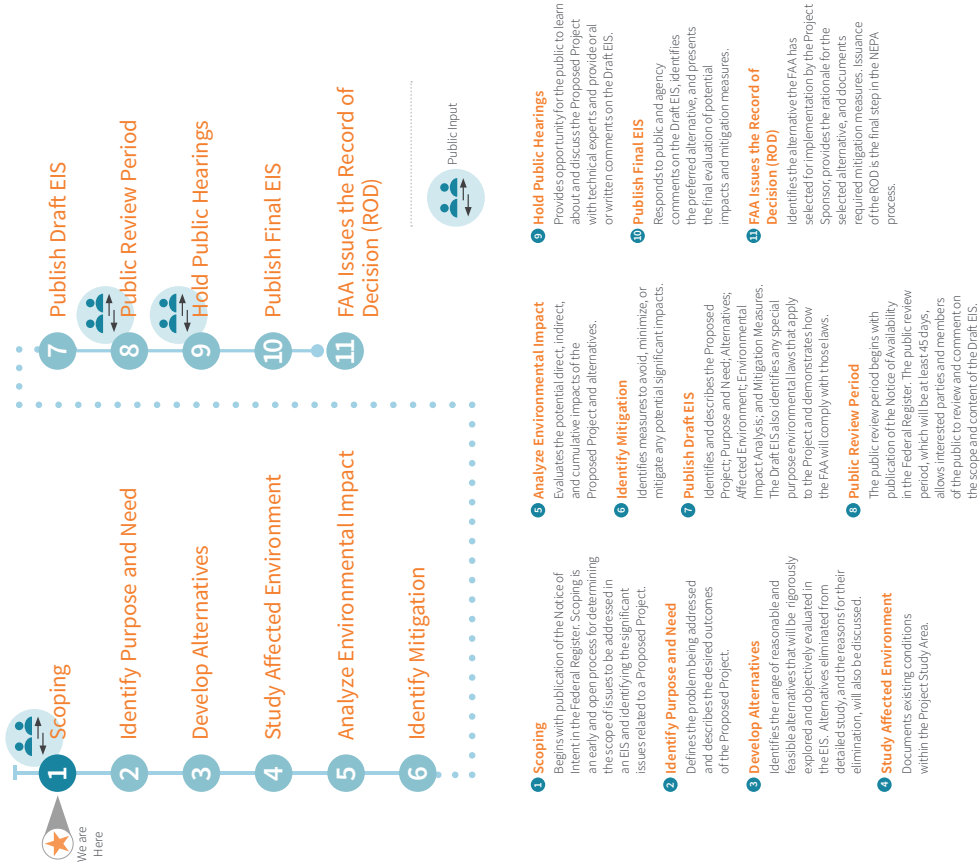 We are
Here
1
Scoping
2
Identify Purpose and Need
3
Develop Alternatives
4
Study Affected Environment
5
Analyze Environmental Impact
6
Identify Mitigation
7
Publish Draft EIS
8
Public Review Period
9
Hold Public Hearings
10
Publish Final EIS
11
FAA Issues the Record of
Decision (ROD)
Public Input
1 Scoping
Begins with publication of the Notice of
Intent in the Federal Register. Scoping is
an early and open process for determining
the scope of issues to be addressed in
an EIS and identifying the significant
issues related to a Proposed Project.
2 Identify Purpose and Need
Defines the problem being addressed
and describes the desired outcomes
of the Proposed Project.
3 Develop Alternatives
Identifies the range of reasonable and
feasible alternatives that will be rigorously
explored and objectively evaluated in
the EIS. Alternatives eliminated from
detailed study, and the reasons for their
elimination, will also be discussed.
4 Study Affected Environment
Documents existing conditions
within the Project Study Area.
5 Analyze Environmental Impact
Evaluates the potential direct, indirect,
and cumulative impacts of the
Proposed Project and alternatives.
6 Identify Mitigation
Identifies measures to avoid, minimize, or
mitigate any potential significant impacts.
7 Publish Draft EIS
Identifies and describes the Proposed
Project; Purpose and Need; Alternatives;
Affected Environment; Environmental
Impact Analysis; and Mitigation Measures.
The Draft EIS also identifies any special
purpose environmental laws that apply
to the Project and demonstrates how
the FAA will comply with those laws.
8 Public Review Period
The public review period begins with
publication of the Notice of Availability
in the Federal Register. The public review
period, which will be at least 45 days,
allows interested parties and members
of the public to review and comment on
the scope and content of the Draft EIS.
9 Hold Public Hearings
Provides opportunity for the public to learn
about and discuss the Proposed Project
with technical experts and provide oral
or written comments on the Draft EIS.
10 Publish Final EIS
Responds to public and agency
comments on the Draft EIS, identifies
the preferred alternative, and presents
the final evaluation of potential
impacts and mitigation measures.
11 FAA Issues the Record of
Decision (ROD)
Identifies the alternative the FAA has
selected for implementation by the Project
Sponsor, provides the rationale for the
selected alternative, and documents
required mitigation measures. Issuance
of the ROD is the final step in the NEPA
process.